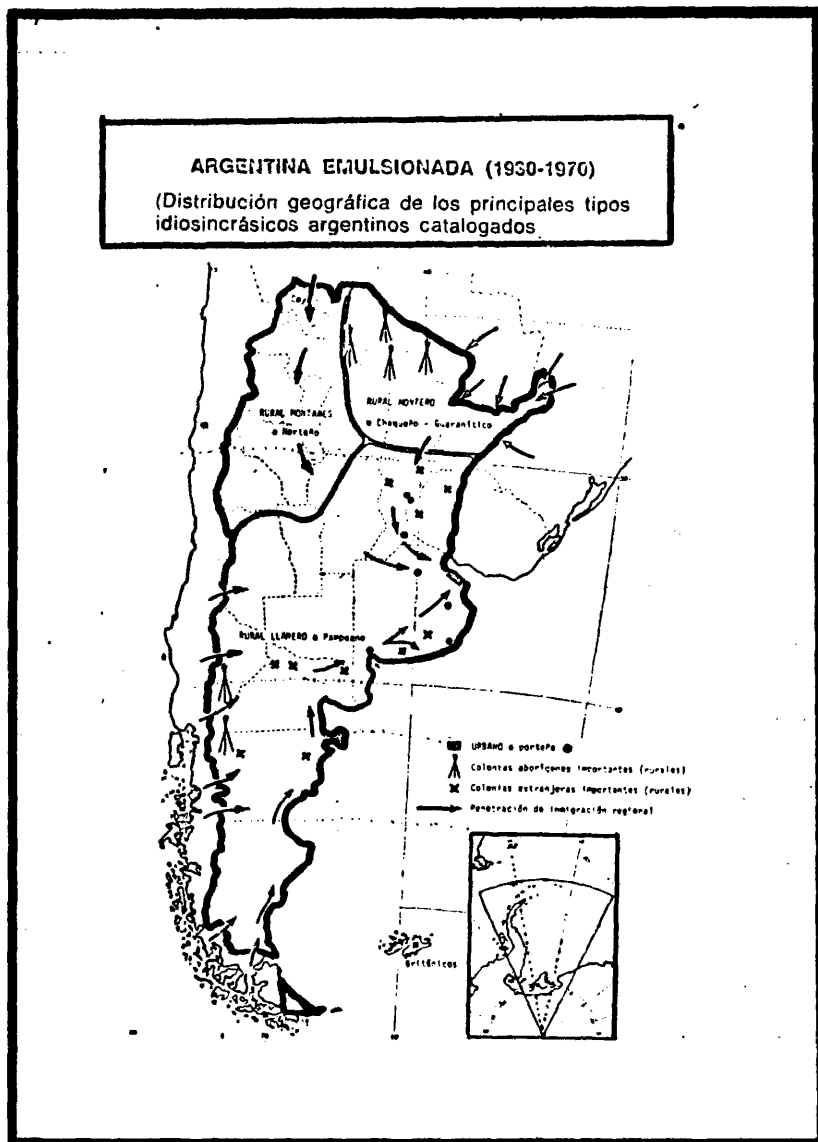 ARGENTINA EMULSIONADA (1930-1970)
(Distribución geográfica de los principales tipos
idiosincrásicos argentinos catalogados
RURAL MONTAÑES
o Norteño
RURAL MONTERO
o Chaqueño - Guaranítico
RURAL LLANERO o Pampeano
URBANO o porteño
Colonias aborígenes importantes (rurales)
Colonias extranjeras importantes (rurales)
Penetración de inmigración regional
Británicos